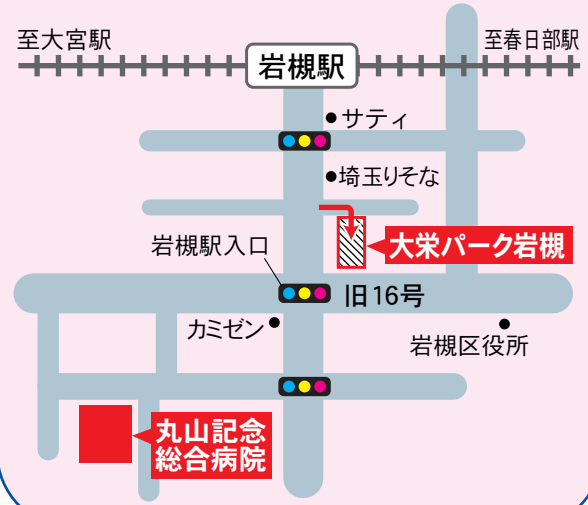 至大宮駅
岩槻駅
至春日部駅
サティ
埼玉りそな
大栄パーク岩槻
岩槻駅入口
旧16号
カミゼン
岩槻区役所
丸山記念
総合病院